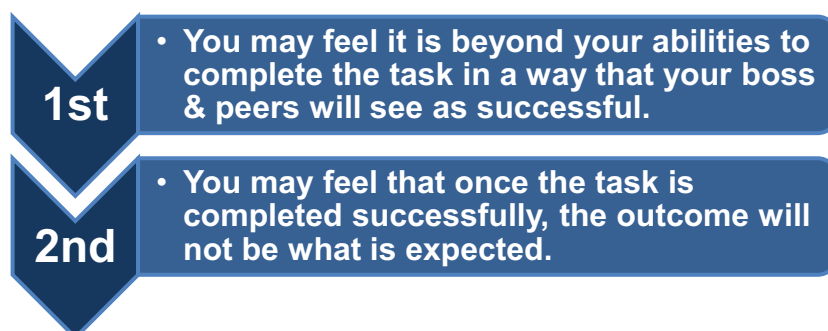 1st
• You may feel it is beyond your abilities to
complete the task in a way that your boss
& peers will see as successful.
2nd
• You may feel that once the task is
completed successfully, the outcome will
not be what is expected.